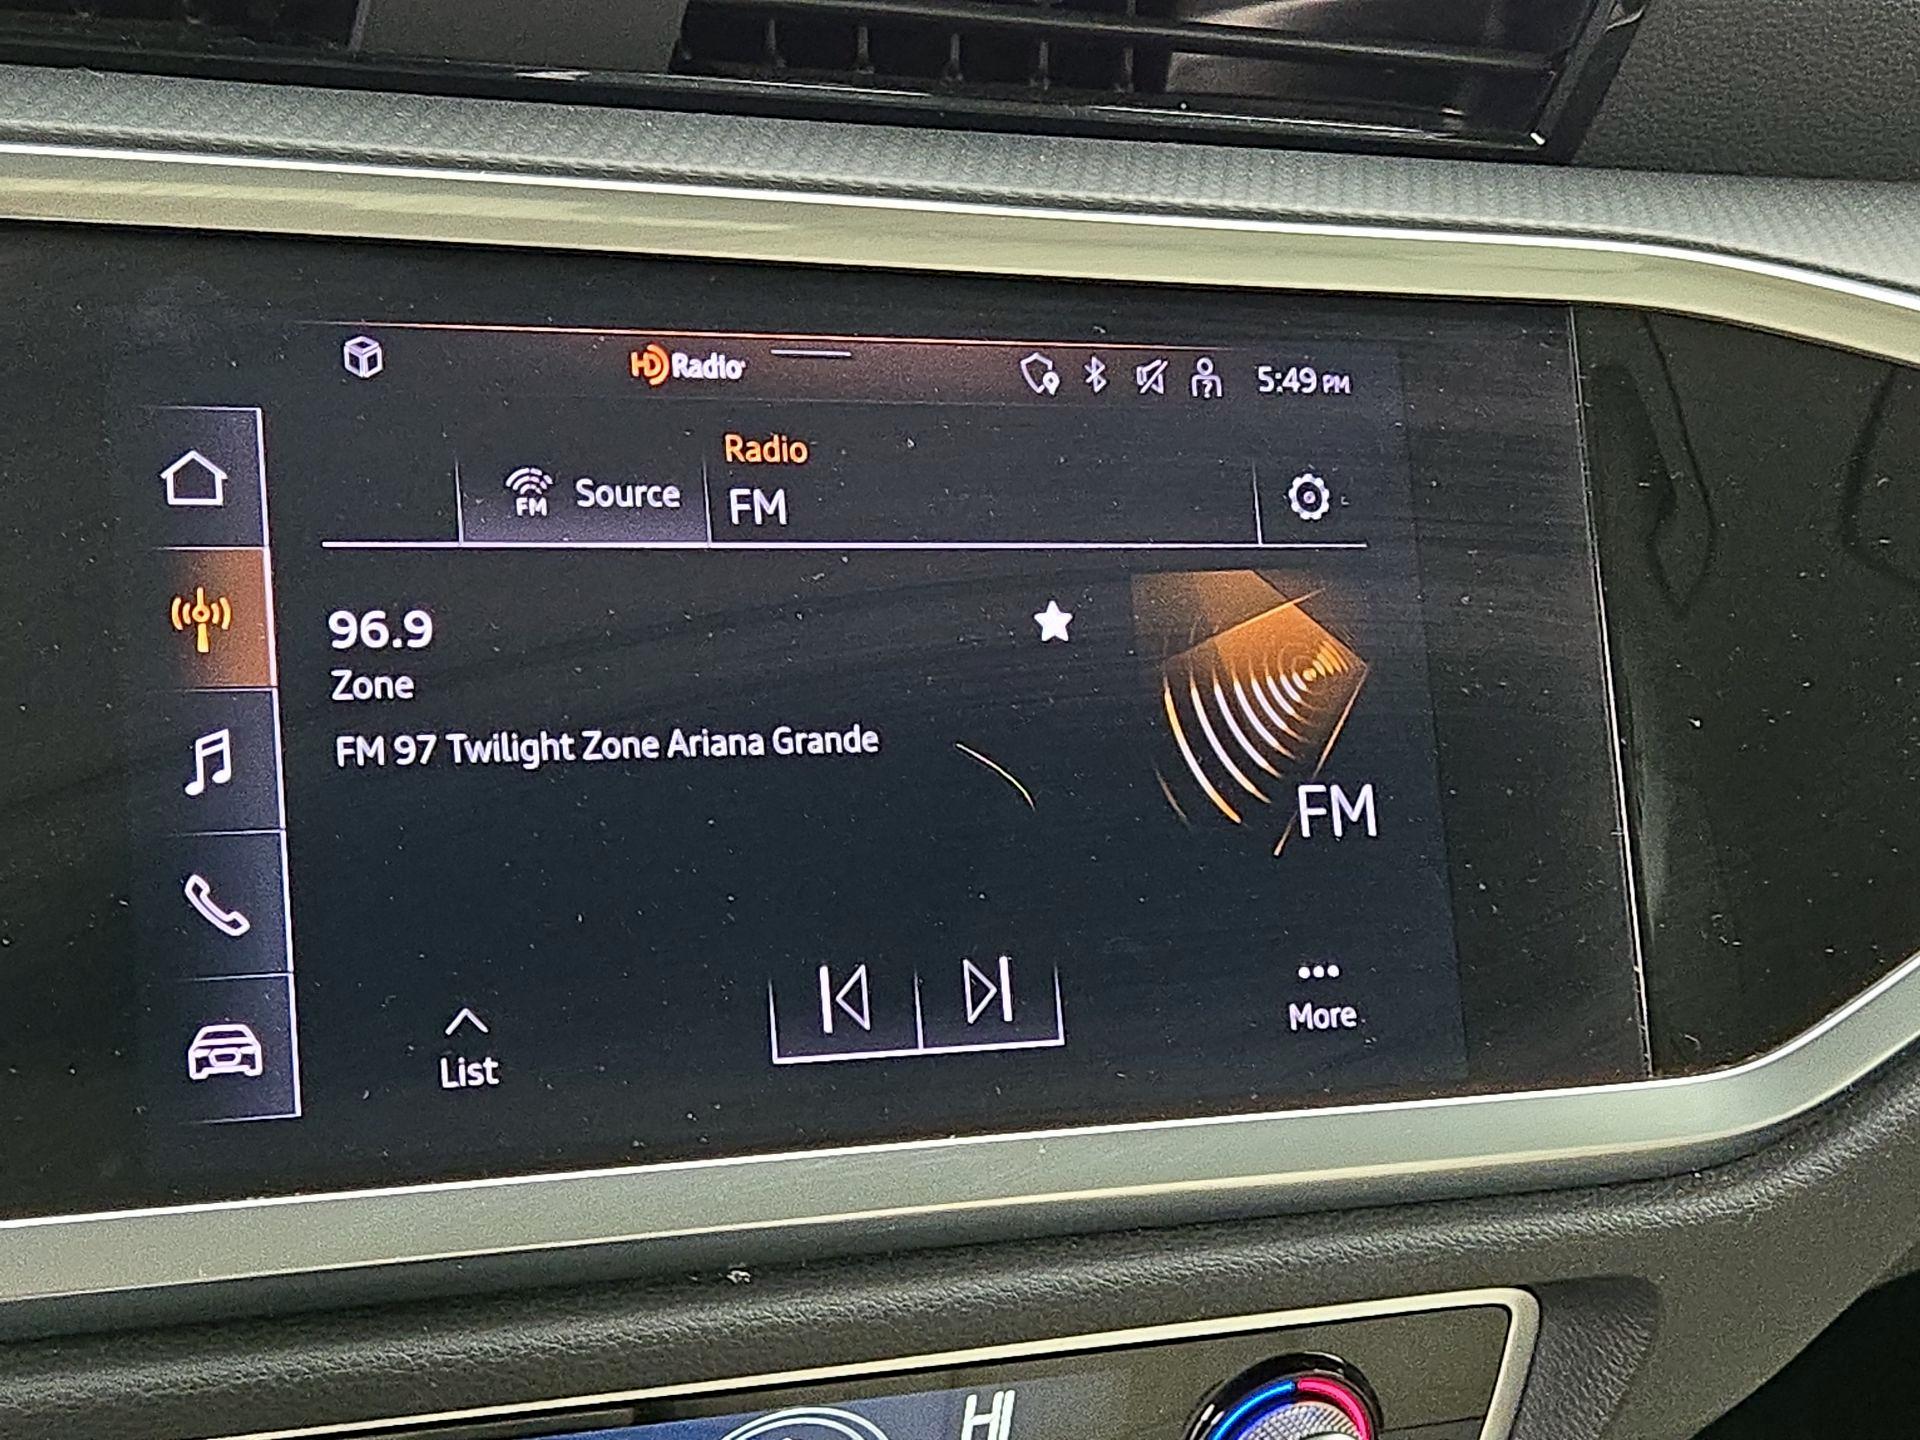 HD Radio
5:49 PM
Radio
FM Source
FM
96.9
Zone
FM 97 Twilight Zone Ariana Grande
FM
List
More
HI